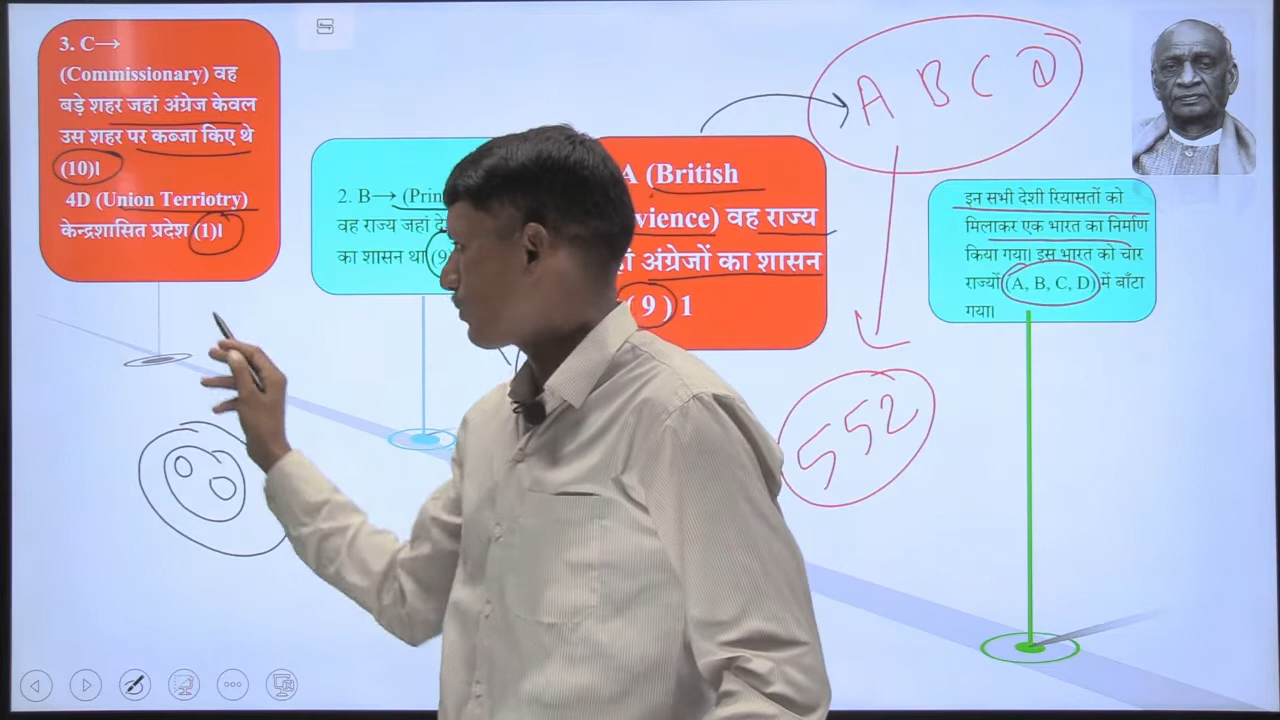 3. C→
(Commissionary) वह
बड़े शहर जहां अंग्रेज केवल
उस शहर पर कब्जा किए थे
(10)।
4D (Union Terriotry)
केन्द्रशासित प्रदेश (1)।
2. B→ (Prin
वह राज्य जहां
का शासन था (9)
A (British
vience) वह राज्य
अंग्रेजों का शासन
( 9 ) 1
A B C D
552
इन सभी देशी रियासतों को
मिलाकर एक भारत का निर्माण
किया गया। इस भारत को चार
राज्यों (A, B, C, D) में बाँटा
गया।